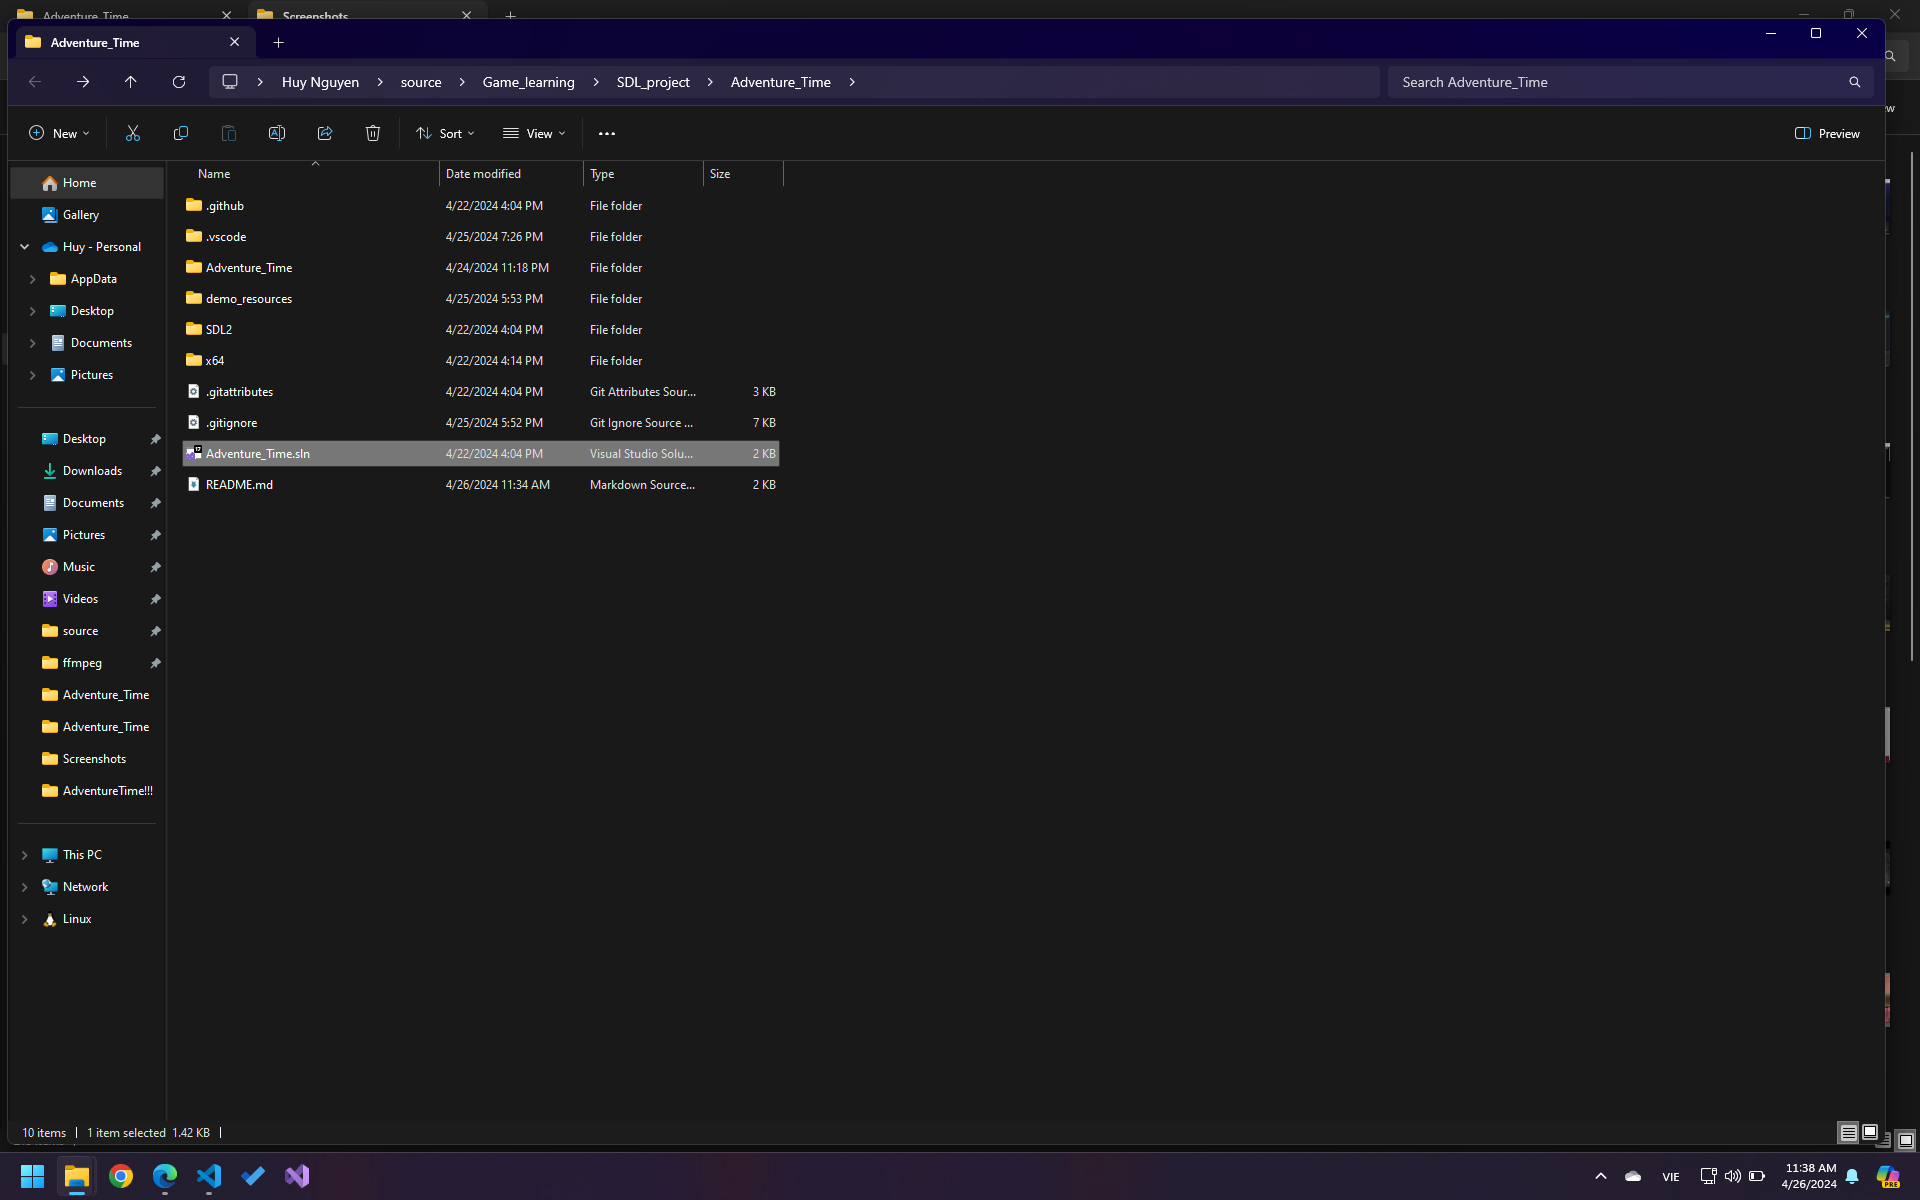 Adventure_Time
Screenshots
Adventure_Time
Huy Nguyen
source
Game_learning
SDL_project
Adventure_Time
Search Adventure_Time
New
Sort
View
Preview
Name
Date modified
Type
Size
.github 4/22/2024 4:04 PM File folder
.vscode 4/25/2024 7:26 PM File folder
Adventure_Time 4/24/2024 11:18 PM File folder
demo_resources 4/25/2024 5:53 PM File folder
SDL2 4/22/2024 4:04 PM File folder
x64 4/22/2024 4:14 PM File folder
.gitattributes 4/22/2024 4:04 PM Git Attributes Sour... 3 KB
.gitignore 4/25/2024 5:52 PM Git Ignore Source ... 7 KB
Adventure_Time.sln 4/22/2024 4:04 PM Visual Studio Solu... 2 KB
README.md 4/26/2024 11:34 AM Markdown Source... 2 KB
Home
Gallery
Huy - Personal
AppData
Desktop
Documents
Pictures
Desktop
Downloads
Documents
Pictures
Music
Videos
source
ffmpeg
Adventure_Time
Adventure_Time
Screenshots
AdventureTime!!!
This PC
Network
Linux
10 items
1 item selected 1.42 KB
VIE
11:38 AM
4/26/2024
PRE